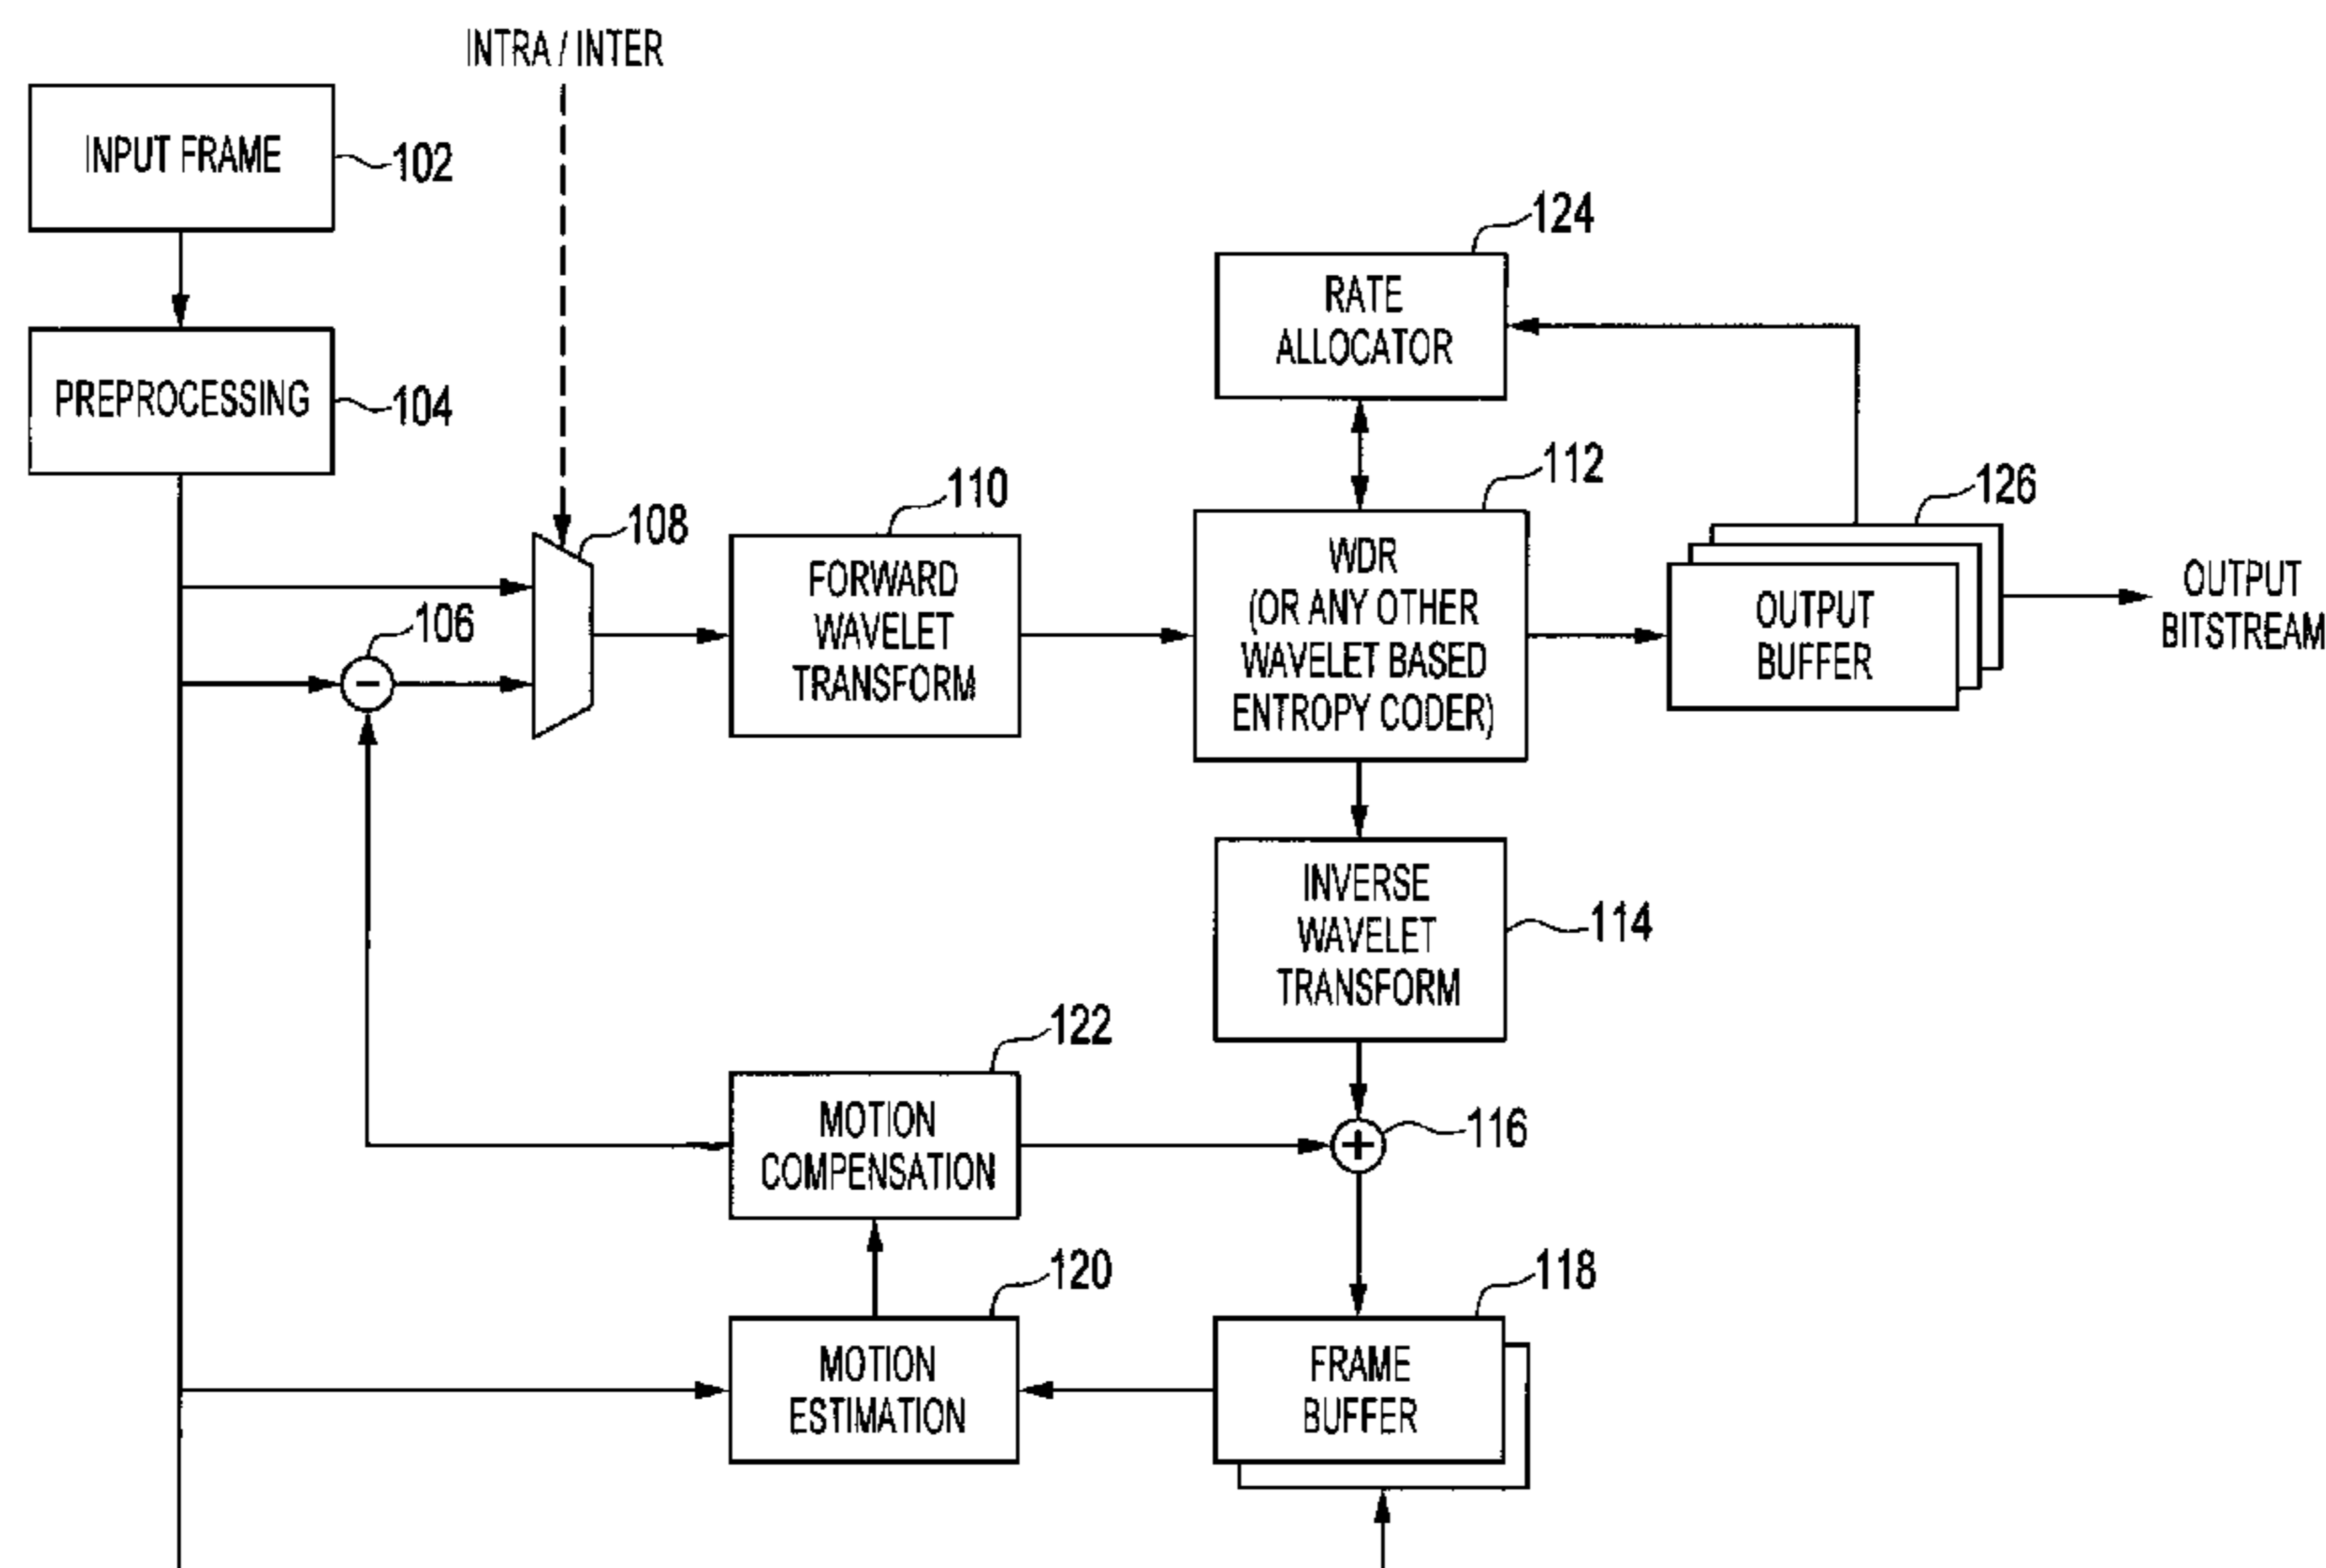 INTRA / INTER
INPUT FRAME
102
124
RATE
ALLOCATOR
PREPROCESSING
104
110
112
126
108
FORWARD
WAVELET
TRANSFORM
WDR
(OR ANY OTHER
WAVELET BASED
ENTROPY CODER)
OUTPUT
BUFFER
OUTPUT
BITSTREAM
106
-
INVERSE
WAVELET
TRANSFORM
114
122
MOTION
COMPENSATION
+
116
120
118
MOTION
ESTIMATION
FRAME
BUFFER